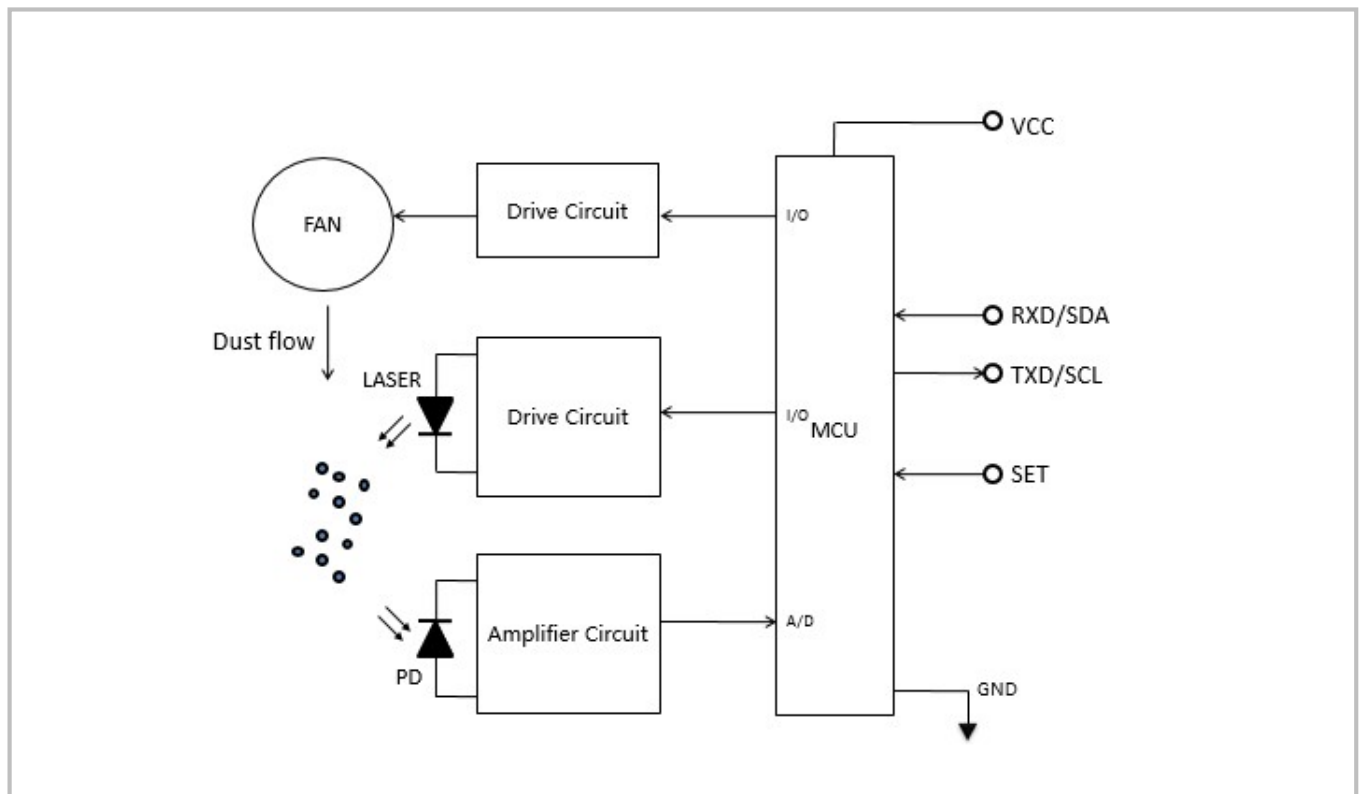 VCC
FAN
Drive Circuit
I/O
RXD/SDA
Dust flow
LASER
TXD/SCL
Drive Circuit
I/O
MCU
SET
Amplifier Circuit
A/D
PD
GND